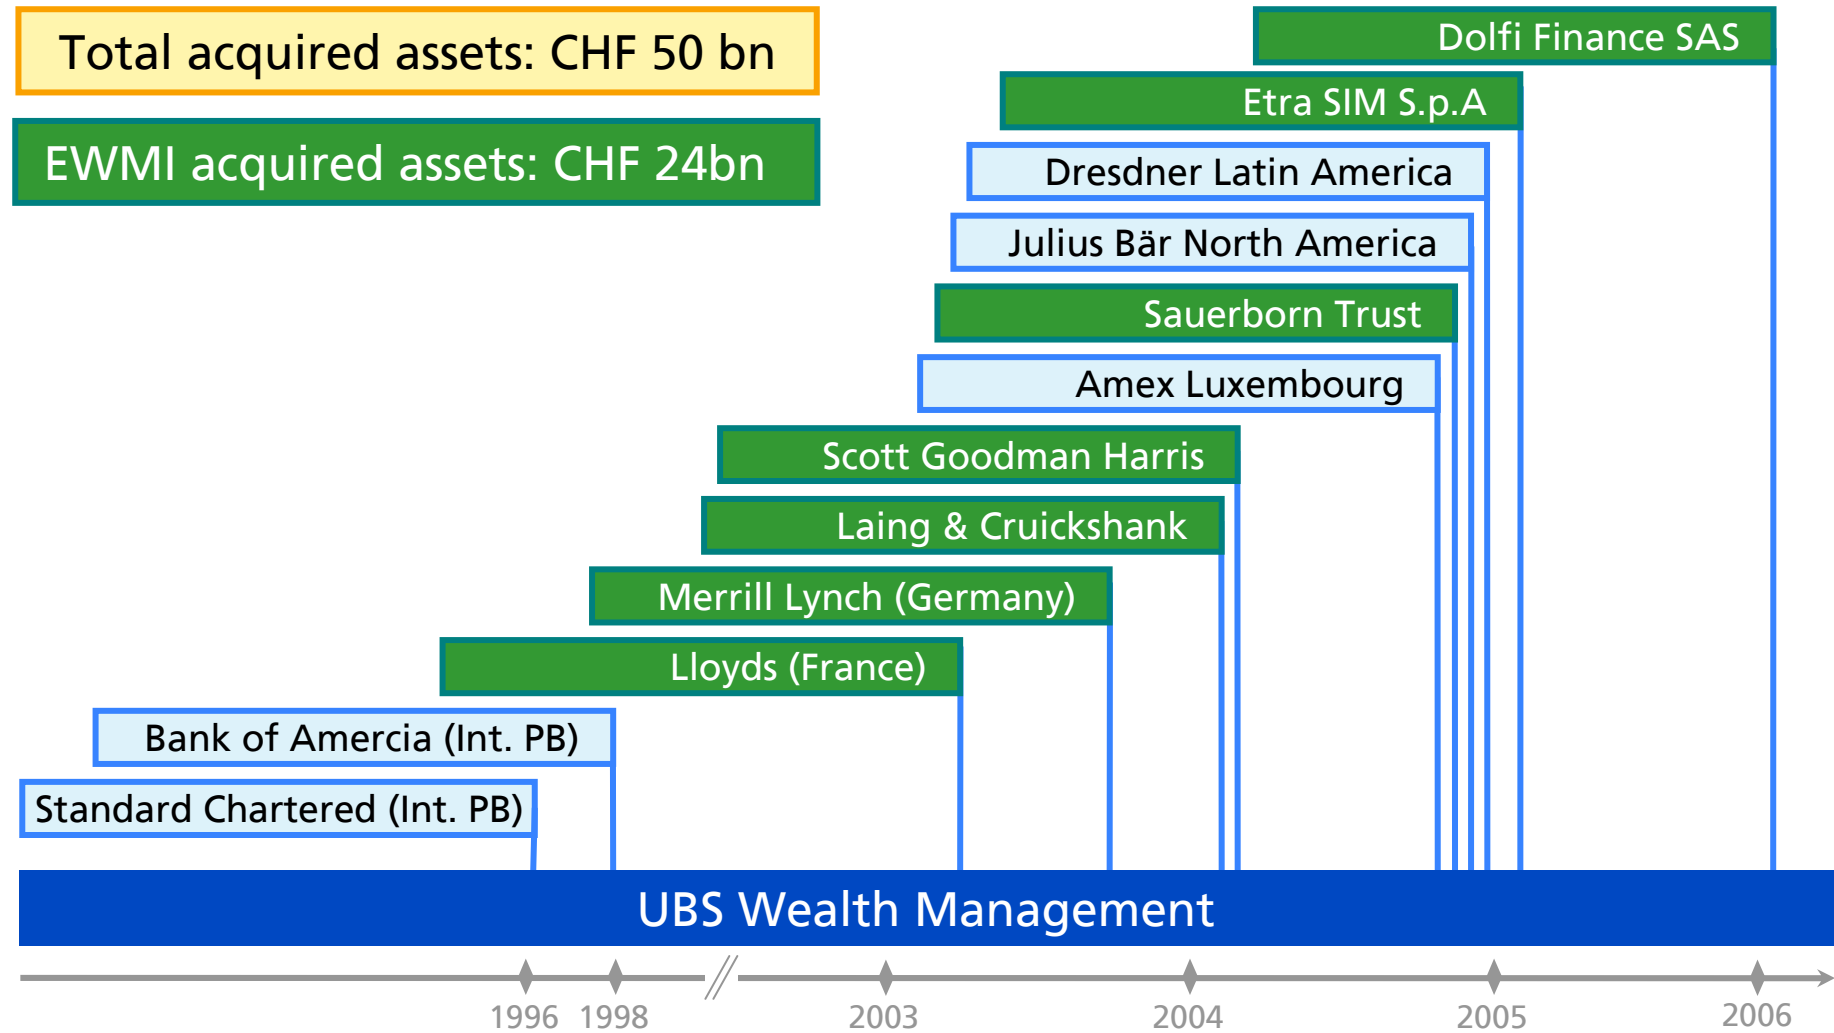 Total acquired assets: CHF 50 bn
EWMI acquired assets: CHF 24bn
Dolfi Finance SAS
Etra SIM S.p.A
Dresdner Latin America
Julius Bär North America
Sauerborn Trust
Amex Luxembourg
Scott Goodman Harris
Laing & Cruickshank
Merrill Lynch (Germany)
Lloyds (France)
Bank of Amercia (Int. PB)
Standard Chartered (Int. PB)
UBS Wealth Management
1996 1998 2003 2004 2005 2006